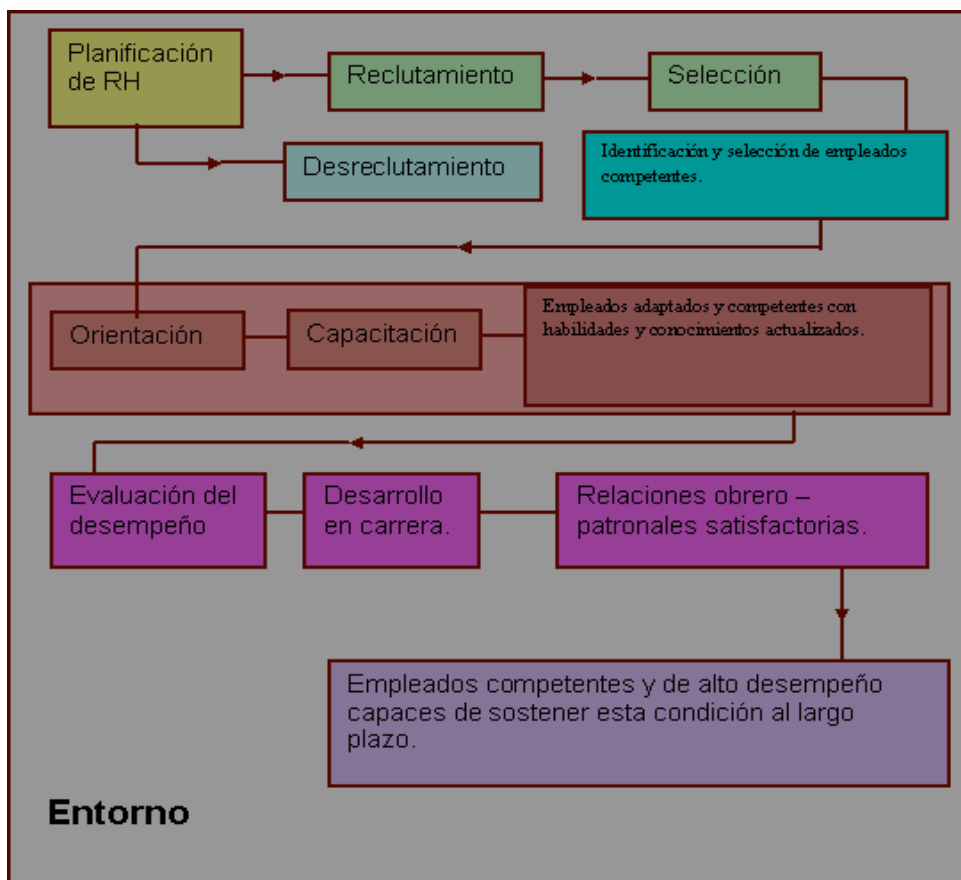 Planificación
de RH
Reclutamiento
Selección
Desreclutamiento
Identificación y selección de empleados
competentes.
Orientación
Capacitación
Empleados adaptados y competentes con
habilidades y conocimientos actualizados.
Evaluación del
desempeño
Desarrollo
en carrera.
Relaciones obrero –
patronales satisfactorias.
Empleados competentes y de alto desempeño
capaces de sostener esta condición al largo
plazo.
Entorno